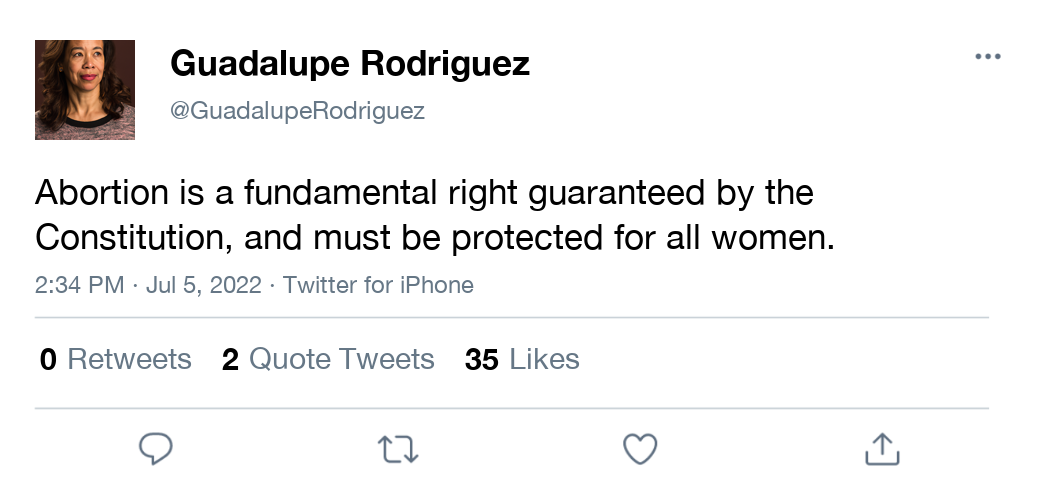 Guadalupe Rodriguez
@GuadalupeRodriguez
Abortion is a fundamental right guaranteed by the
Constitution, and must be protected for all women.
2:34 PM · Jul 5, 2022 · Twitter for iPhone
0 Retweets 2 Quote Tweets 35 Likes